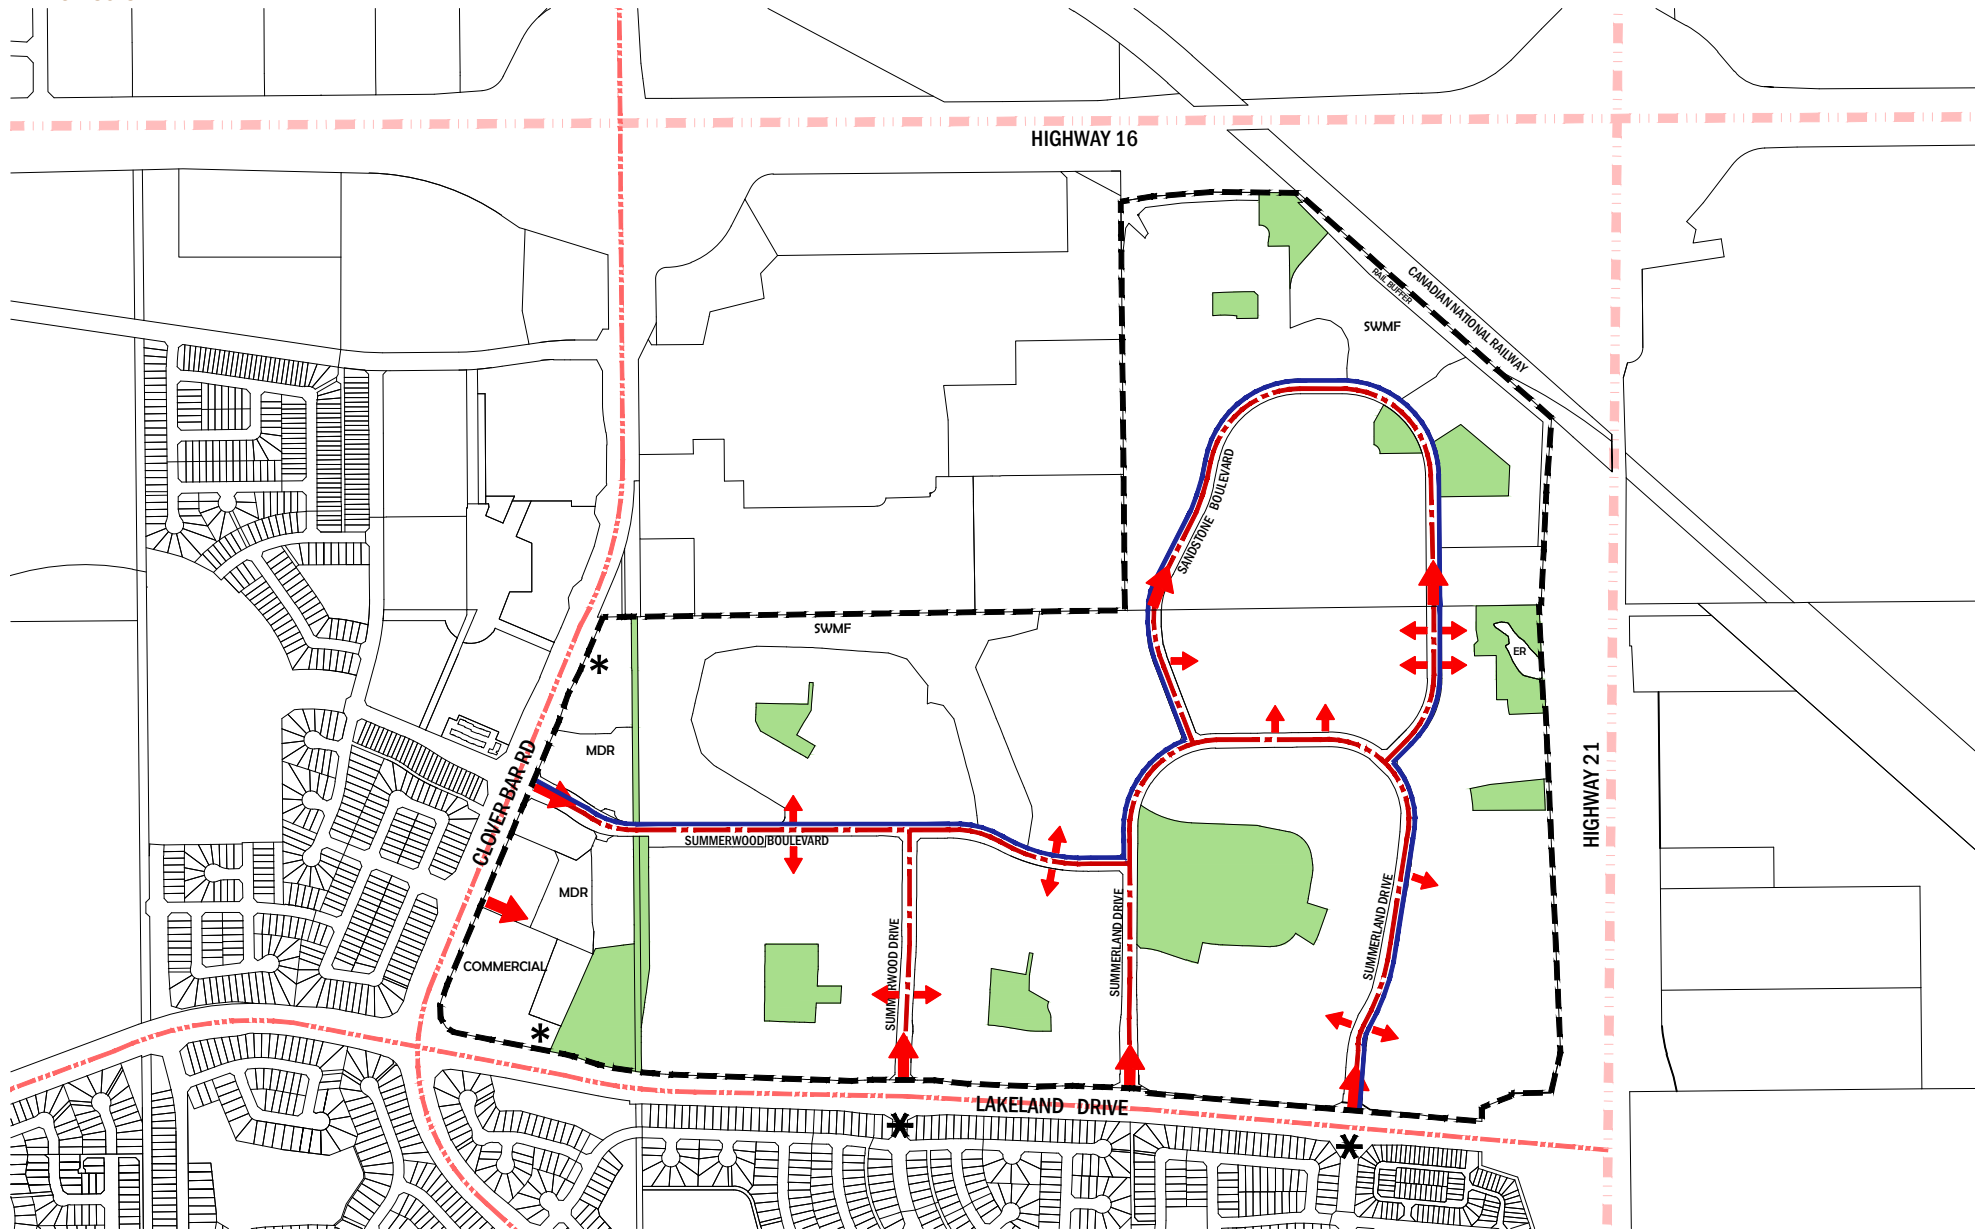 HIGHWAY 16
CANADIAN NATIONAL RAILWAY
RAIL BUFFER
SWMF
SANDSTONE BOULEVARD
SWMF
ER
MDR
CLOVER BAR RD
HIGHWAY 21
SUMMERWOOD BOULEVARD
MDR
SUMMERWOOD DRIVE
SUMMERLAND DRIVE
SUMMERLAND DRIVE
COMMERCIAL
*
*
LAKELAND DRIVE
*
*